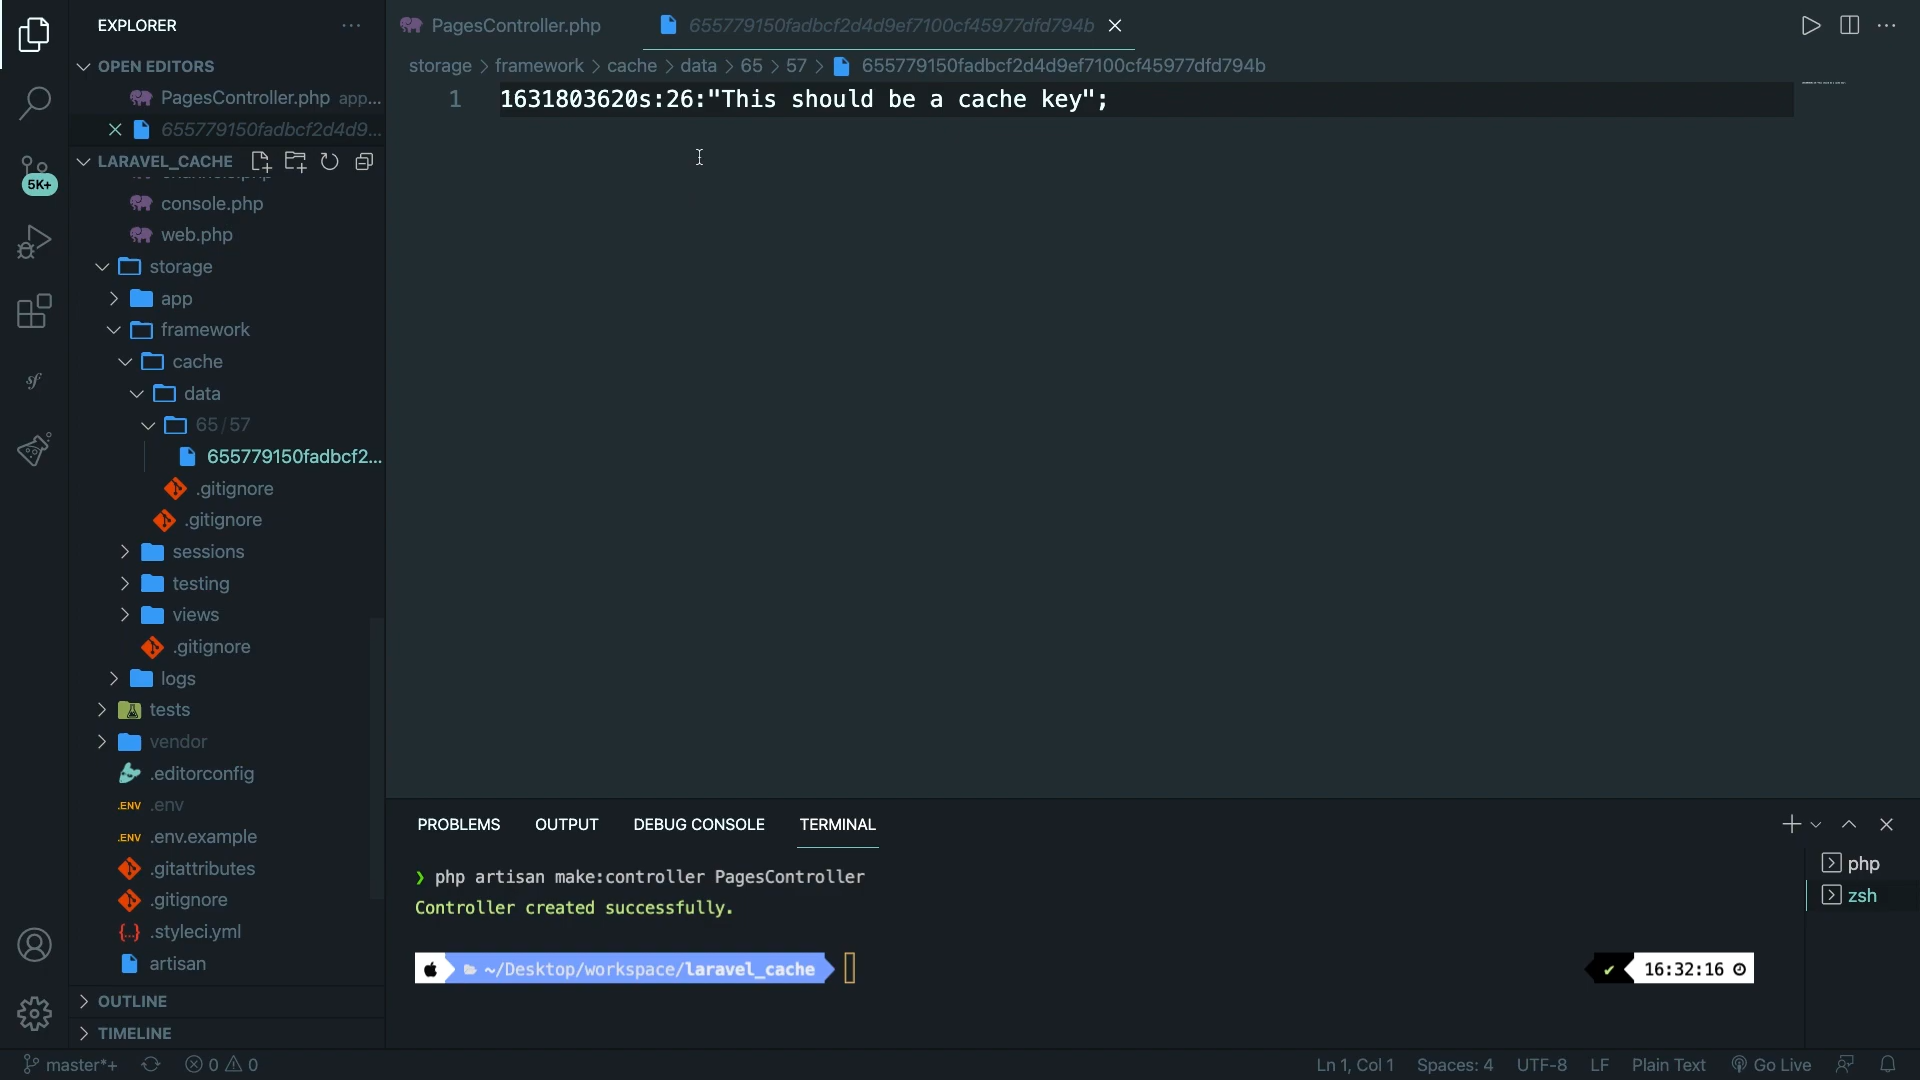 EXPLORER
OPEN EDITORS
PagesController.php app...
655779150fadbcf2d4d9...
LARAVEL_CACHE
console.php
web.php
storage
app
framework
cache
data
65/57
655779150fadbcf2...
.gitignore
.gitignore
sessions
testing
views
.gitignore
logs
tests
vendor
.editorconfig
.ENV .env
.ENV .env.example
.gitattributes
.gitignore
{..} .styleci.yml
artisan
OUTLINE
TIMELINE
5K+
sf
PagesController.php
655779150fadbcf2d4d9ef7100cf45977dfd794b
storage > framework > cache > data > 65 > 57 > 655779150fadbcf2d4d9ef7100cf45977dfd794b
1 1631803620s:26:"This should be a cache key";
PROBLEMS OUTPUT DEBUG CONSOLE TERMINAL
❯ php artisan make:controller PagesController
Controller created successfully.
~/Desktop/workspace/laravel_cache
✔ 16:32:16
php
zsh
master*+ 0 0
Ln 1, Col 1 Spaces: 4 UTF-8 LF Plain Text Go Live